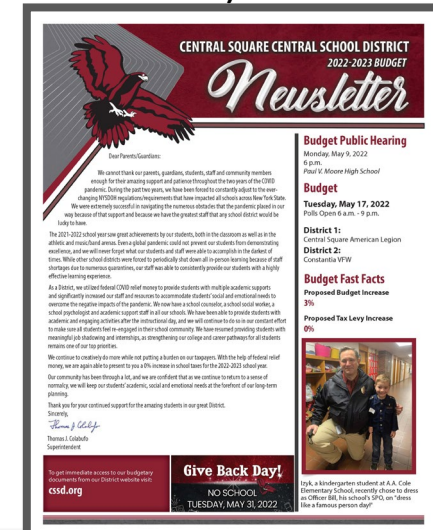 CENTRAL SQUARE CENTRAL SCHOOL DISTRICT
2022-2023 BUDGET
Newsletter
Dear Parents/Guardians:
We cannot thank our parents, guardians, students, staff and community members
enough for their amazing support and patience throughout the two years of the COVID
pandemic. During the past two years, we have been forced to constantly adjust to the ever-
changing NYSDOH regulations/requirements that have impacted all schools across New York State.
We were extremely successful in navigating the numerous obstacles that the pandemic placed in our
way because of that support and because we have the greatest staff that any school district would be
lucky to have.
The 2021-2022 school year saw great achievements by our students, both in the classroom as well as in the
athletic and musical/band arenas. Even a global pandemic could not prevent our students from demonstrating
excellence, and we will never forget what our students and staff were able to accomplish in the darkest of
times. While other school districts were forced to periodically shut down all in-person learning because of staff
shortages due to numerous quarantines, our staff was able to consistently provide our students with a highly
effective learning experience.
As a District, we utilized federal COVID relief money to provide students with multiple academic supports
and significantly increased our staff and resources to accommodate students' social and emotional needs to
overcome the negative impacts of the pandemic. We now have a school counselor, a school social worker, a
school psychologist and academic support staff in all our schools. We have been able to provide students with
academic and engaging activities after the instructional day, and we will continue to do so in our constant effort
to make sure all students feel re-engaged in their school community. We have resumed providing students with
meaningful job shadowing and internships, as strengthening our college and career pathways for all students
remains one of our top priorities.
We continue to creatively do more while not putting a burden on our taxpayers. With the help of federal relief
money, we are again able to present to you a 0% increase in school taxes for the 2022-2023 school year.
Our community has been through a lot, and we are confident that as we continue to return to a sense of
normalcy, we will keep our students' academic, social and emotional needs at the forefront of our long-term
planning.
Thank you for your continued support for the amazing students in our great District.
Sincerely,
Thomas J. Colabufo
Thomas J. Colabufo
Superintendent
To get immediate access to our budgetary
documents from our District website visit:
cssd.org
Give Back Day!
NO SCHOOL
TUESDAY, MAY 31, 2022
Budget Public Hearing
Monday, May 9, 2022
6 p.m.
Paul V. Moore High School
Budget
Tuesday, May 17, 2022
Polls Open 6 a.m. - 9 p.m.
District 1:
Central Square American Legion
District 2:
Constantia VFW
Budget Fast Facts
Proposed Budget Increase
3%
Proposed Tax Levy Increase
0%
Izyk, a kindergarten student at A.A. Cole
Elementary School, recently chose to dress
as Officer Bill, his school's SPO, on "dress
like a famous person day!"